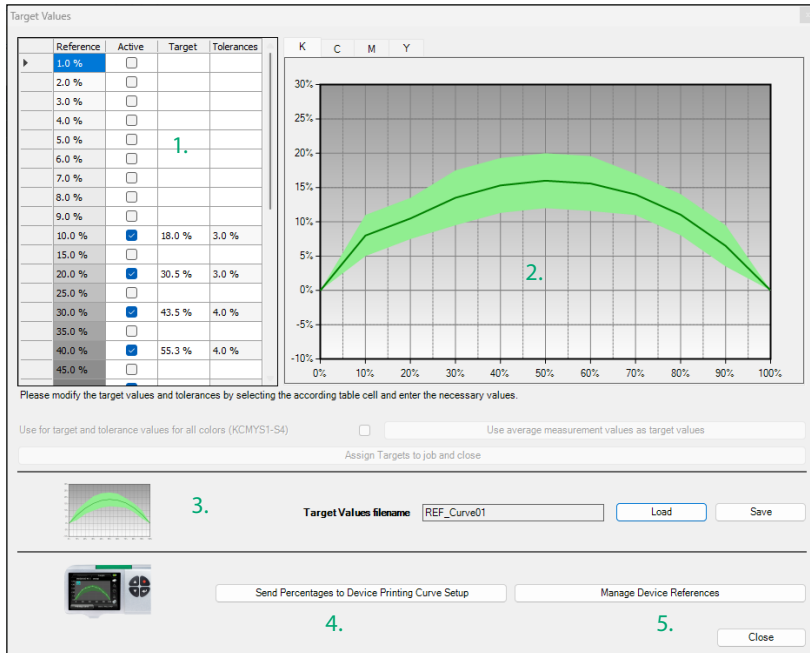 Target Values
Reference Active Target Tolerances
1.0 %
2.0 %
3.0 %
4.0 %
5.0 %
6.0 %
7.0 %
8.0 %
9.0 %
10.0 % 18.0 % 3.0 %
15.0 %
20.0 % 30.5 % 3.0 %
25.0 %
30.0 % 43.5 % 4.0 %
35.0 %
40.0 % 55.3 % 4.0 %
45.0 %
1.
K C M Y
30%
25%
20%
15%
10%
5%
0%
-5%
-10%
0% 10% 20% 30% 40% 50% 60% 70% 80% 90% 100%
2.
Please modify the target values and tolerances by selecting the according table cell and enter the necessary values.
Use for target and tolerance values for all colors (KCMYS1-S4) Use average measurement values as target values
Assign Targets to job and close
3.
Target Values filename REF_Curve01 Load Save
Send Percentages to Device Printing Curve Setup Manage Device References
4. 5.
Close